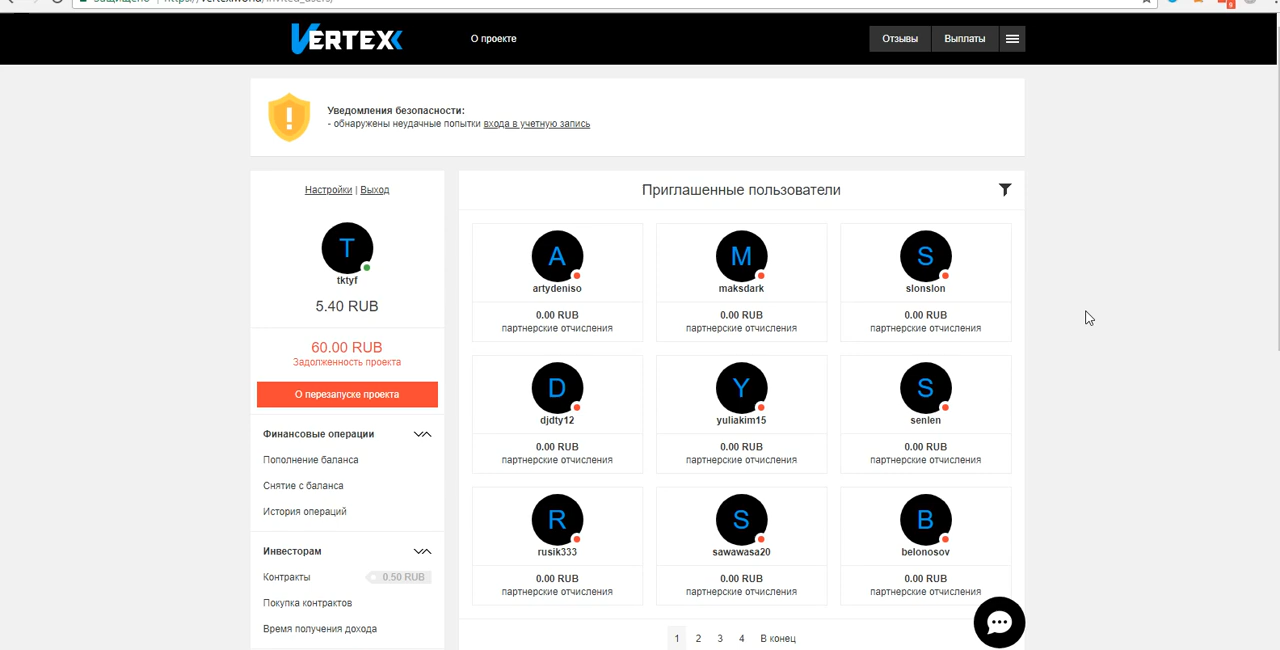 VERTEXX
О проекте
Отзывы
Выплаты
Уведомления безопасности:
- обнаружены неудачные попытки входа в учетную запись
Настройки | Выход
T
tktyf
5.40 RUB
60.00 RUB
Задолженность проекта
О перезапуске проекта
Финансовые операции
Пополнение баланса
Снятие с баланса
История операций
Инвесторам
Контракты 0.50 RUB
Покупка контрактов
Время получения дохода
Приглашенные пользователи
A
artydeniso
0.00 RUB
партнерские отчисления
M
maksdark
0.00 RUB
партнерские отчисления
S
slonslon
0.00 RUB
партнерские отчисления
D
djdty12
0.00 RUB
партнерские отчисления
Y
yuliakim15
0.00 RUB
партнерские отчисления
S
senlen
0.00 RUB
партнерские отчисления
R
rusik333
0.00 RUB
партнерские отчисления
S
sawawasa20
0.00 RUB
партнерские отчисления
B
belonosov
0.00 RUB
партнерские отчисления
1 2 3 4 В конец